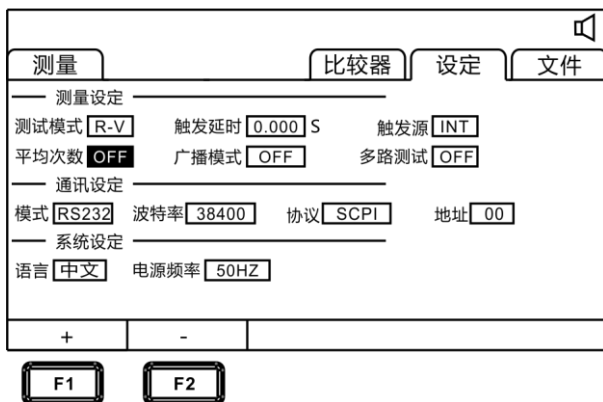 测量 比较器 设定 文件
测量设定
测试模式 R-V 触发延时 0.000 S 触发源 INT
平均次数 OFF 广播模式 OFF 多路测试 OFF
通讯设定
模式 RS232 波特率 38400 协议 SCPI 地址 00
系统设定
语言 中文 电源频率 50HZ
+ -
F1 F2